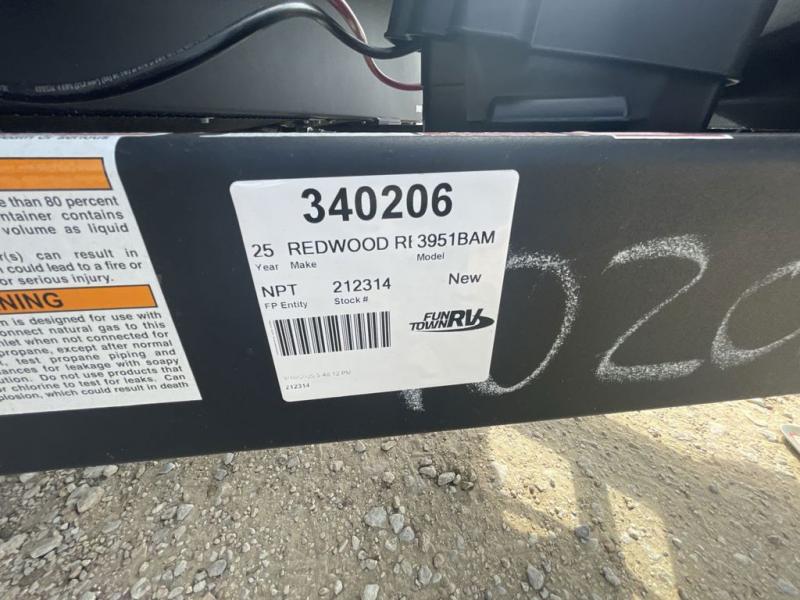 e than 80 percent
ntainer contains
volume as liquid
r(s) can result in
could lead to a fire or
or serious injury.
NING
m is designed for use with
onnect natural gas to this
nlet when not connected for
propane, except after normal
t, test propane piping and
ances for leakage with soapy
ution. Do not use products that
r chlorine to test for leaks. Can
plosion, which could result in death
340206
25 REDWOOD RE 3951BAM
Year Make Model
NPT 212314 New
FP Entity Stock #
FUN
TOWN RV
212314
020